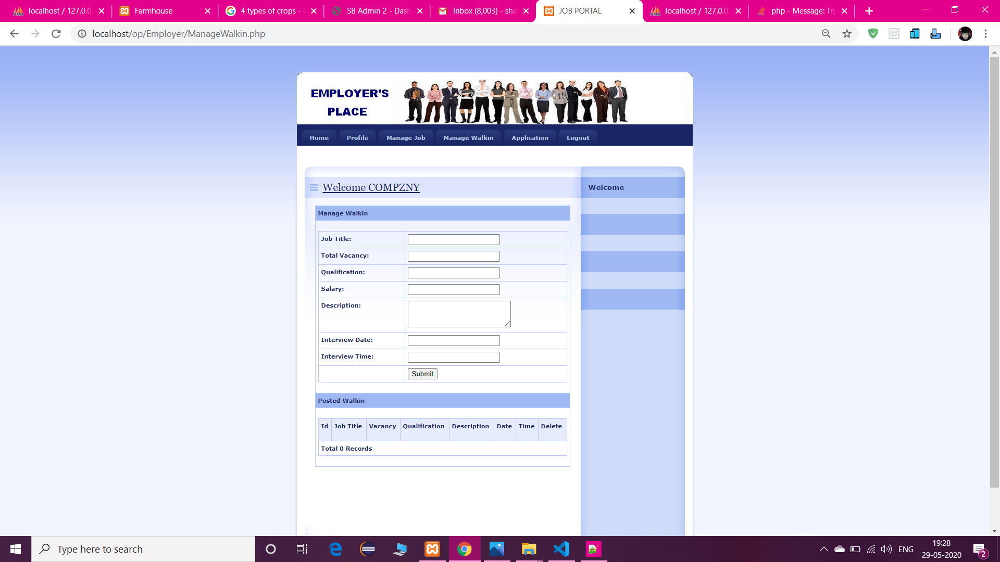 localhost / 127.0.0.
Farmhouse
4 types of crops - 
SB Admin 2 - Dash
Inbox (8,003) - sha
JOB PORTAL
localhost / 127.0.0.
php - Message: Try
localhost/op/Employer/ManageWalkin.php
EMPLOYER'S
PLACE
Home
Profile
Manage Job
Manage Walkin
Application
Logout
Welcome COMPZNY
Welcome
Manage Walkin
Job Title:
Total Vacancy:
Qualification:
Salary:
Description:
Interview Date:
Interview Time:
Submit
Posted Walkin
Id Job Title Vacancy Qualification Description Date Time Delete
Total 0 Records
Type here to search
ENG
19:28
29-05-2020
2